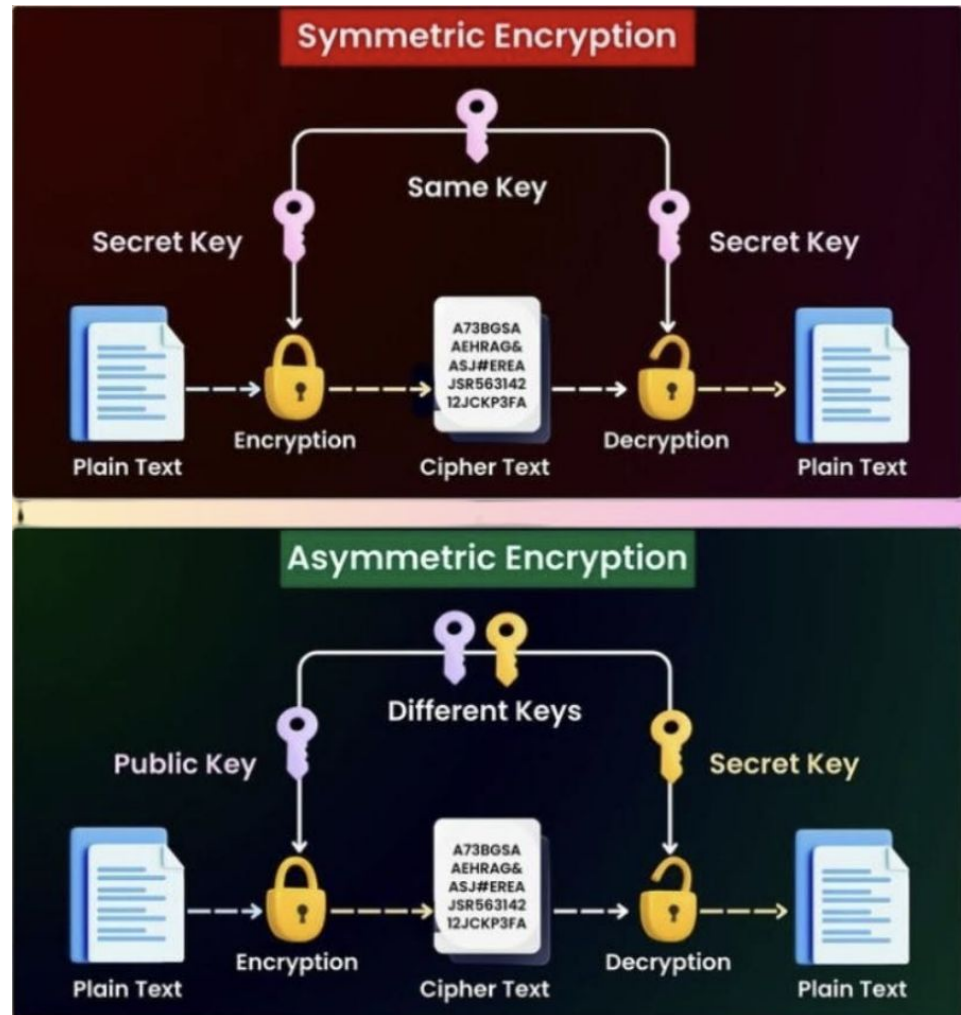 Symmetric Encryption
Same Key
Secret Key
Secret Key
A73BGSA
AEHRAG&
ASJ#EREA
JSR563142
12JCKP3FA
Plain Text
Encryption
Cipher Text
Decryption
Plain Text
Asymmetric Encryption
Different Keys
Public Key
Secret Key
A73BGSA
AEHRAG&
ASJ#EREA
JSR563142
12JCKP3FA
Plain Text
Encryption
Cipher Text
Decryption
Plain Text